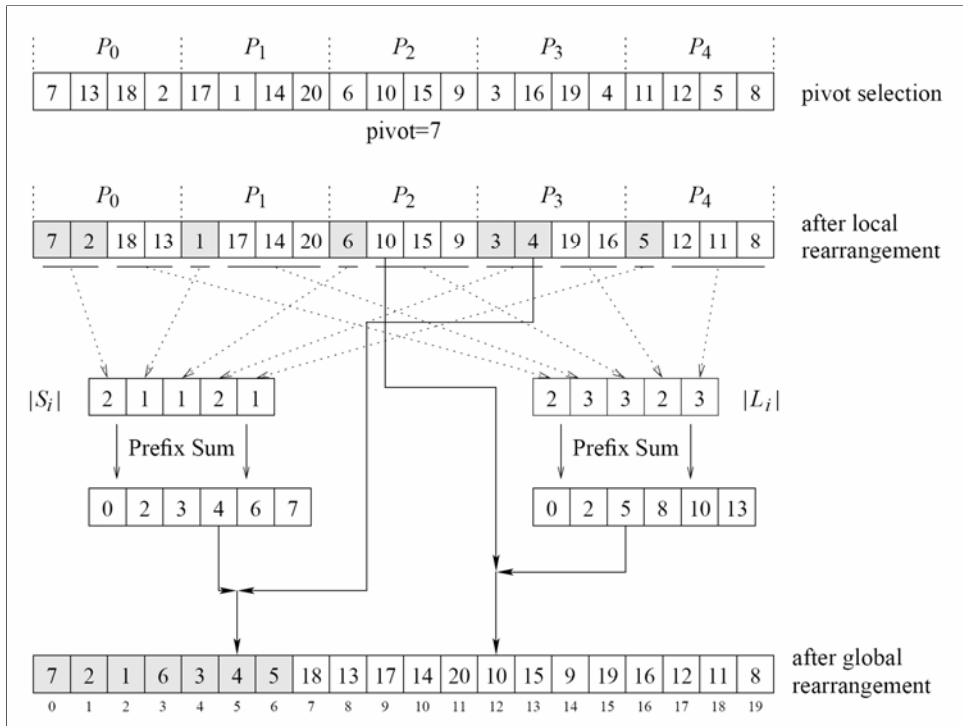 P0 P1 P2 P3 P4
7 13 18 2 17 1 14 20 6 10 15 9 3 16 19 4 11 12 5 8 pivot selection
pivot=7
P0 P1 P2 P3 P4
7 2 18 13 1 17 14 20 6 10 15 9 3 4 19 16 5 12 11 8 after local
rearrangement
|Si| 2 1 1 2 1 2 3 3 2 3 |Li|
Prefix Sum Prefix Sum
0 2 3 4 6 7 0 2 5 8 10 13
7 2 1 6 3 4 5 18 13 17 14 20 10 15 9 19 16 12 11 8 after global
rearrangement
0 1 2 3 4 5 6 7 8 9 10 11 12 13 14 15 16 17 18 19